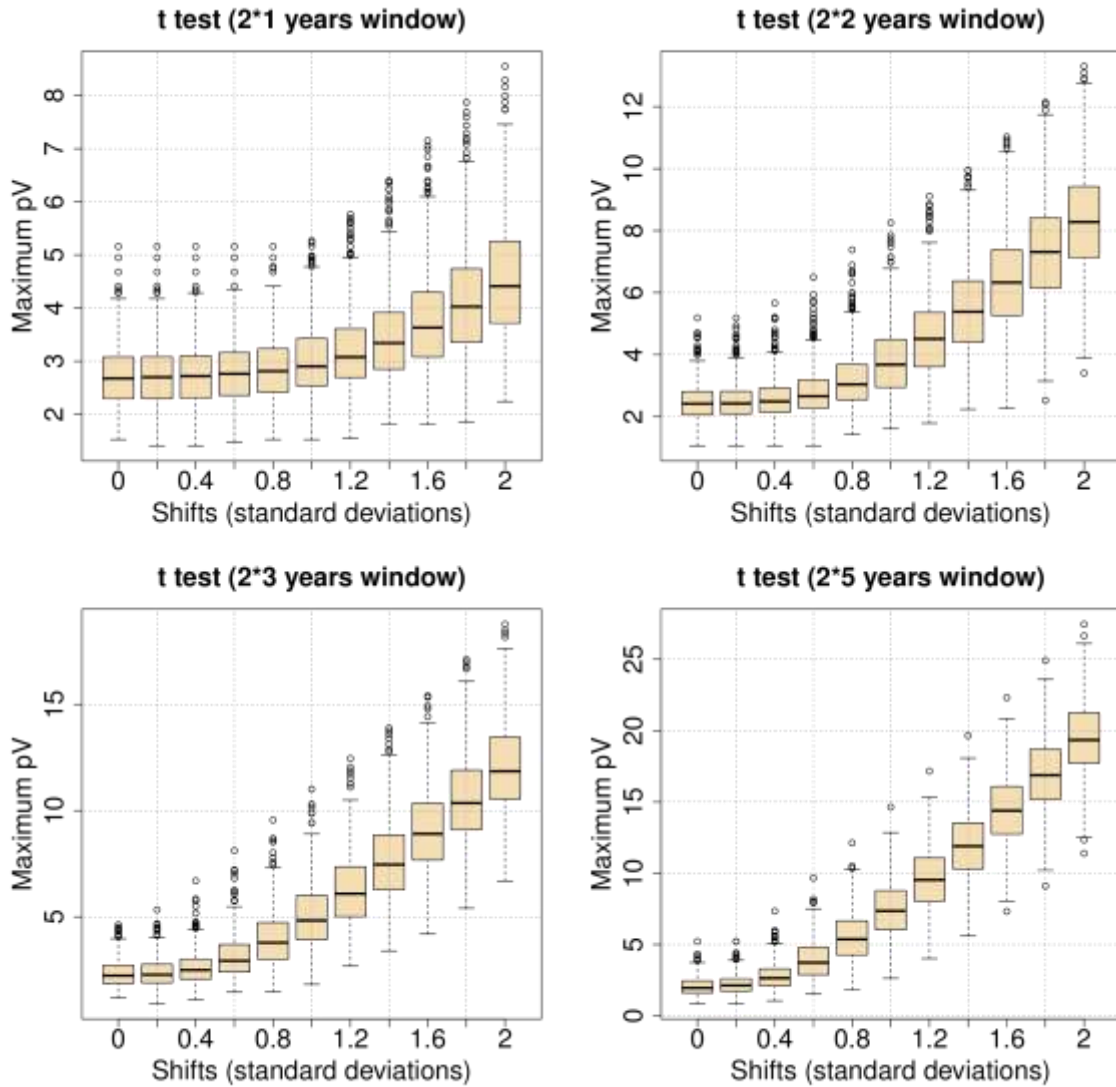 t test (2*1 years window)
Maximum pV
8
7
6
5
4
3
2
0 0.4 0.8 1.2 1.6 2
Shifts (standard deviations)
t test (2*2 years window)
Maximum pV
12
10
8
6
4
2
0 0.4 0.8 1.2 1.6 2
Shifts (standard deviations)
t test (2*3 years window)
Maximum pV
15
10
5
0 0.4 0.8 1.2 1.6 2
Shifts (standard deviations)
t test (2*5 years window)
Maximum pV
25
20
15
10
5
0
0 0.4 0.8 1.2 1.6 2
Shifts (standard deviations)